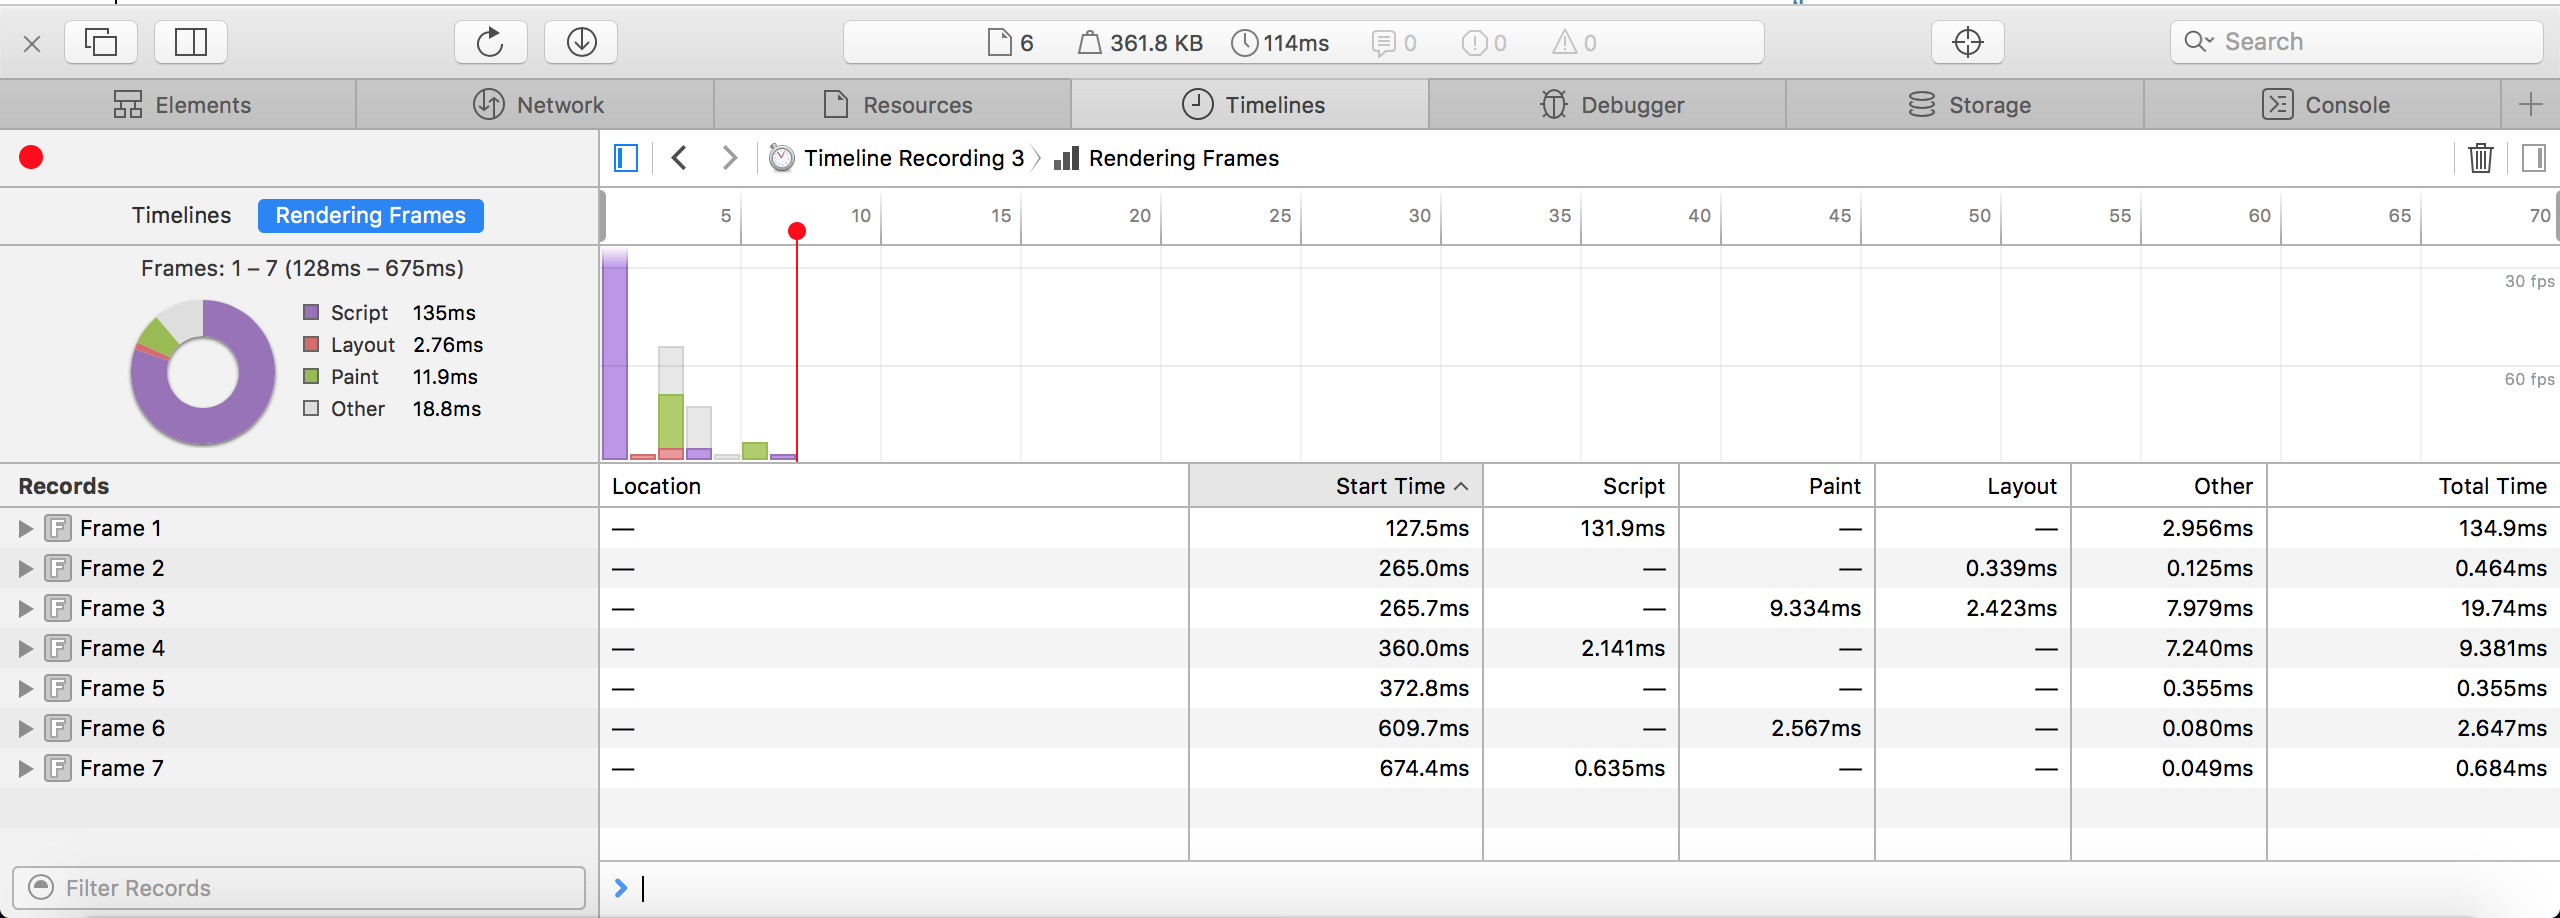 6 361.8 KB 114ms 0 0 0 Search
Elements Network Resources Timelines Debugger Storage Console
Timeline Recording 3 Rendering Frames
Timelines Rendering Frames
5 10 15 20 25 30 35 40 45 50 55 60 65 70
Frames: 1 – 7 (128ms – 675ms)
30 fps
Script 135ms
Layout 2.76ms
Paint 11.9ms
60 fps
Other 18.8ms
Records Location Start Time Script Paint Layout Other Total Time
F Frame 1 — 127.5ms 131.9ms — — 2.956ms 134.9ms
F Frame 2 — 265.0ms — — 0.339ms 0.125ms 0.464ms
F Frame 3 — 265.7ms — 9.334ms 2.423ms 7.979ms 19.74ms
F Frame 4 — 360.0ms 2.141ms — — 7.240ms 9.381ms
F Frame 5 — 372.8ms — — — 0.355ms 0.355ms
F Frame 6 — 609.7ms — 2.567ms — 0.080ms 2.647ms
F Frame 7 — 674.4ms 0.635ms — — 0.049ms 0.684ms
Filter Records